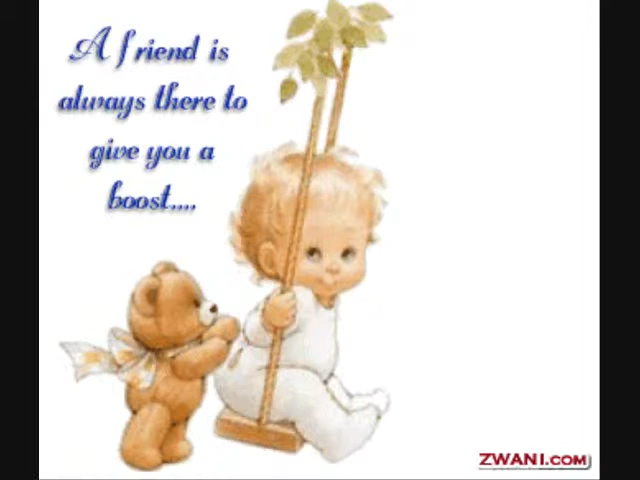 A friend is
always there to
give you a
boost....
ZWANI.COM